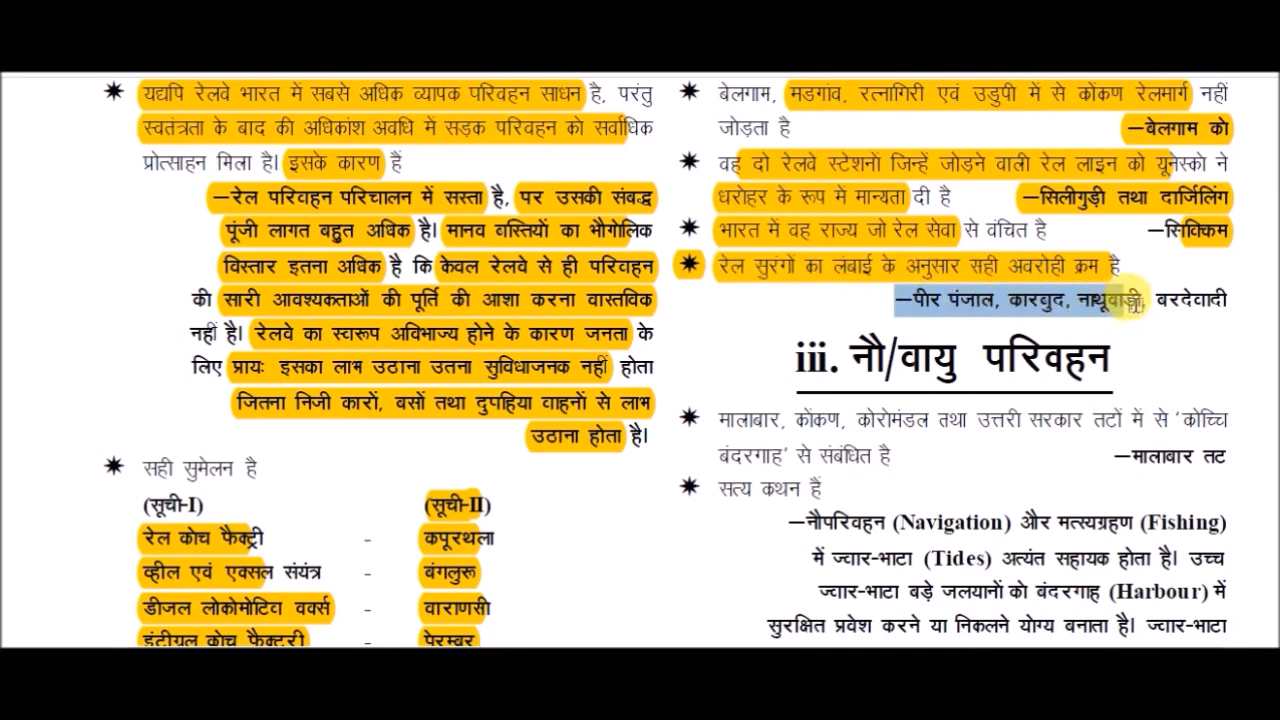 ✷ यद्यपि रेलवे भारत में सबसे अधिक व्यापक परिवहन साधन है, परंतु
स्वतंत्रता के बाद की अधिकांश अवधि में सड़क परिवहन को सर्वाधिक
प्रोत्साहन मिला है। इसके कारण हैं
–रेल परिवहन परिचालन में सस्ता है, पर उसकी संबद्ध
पूंजी लागत बहुत अधिक है। मानव वस्तियों का भौगोलिक
विस्तार इतना अधिक है कि केवल रेलवे से ही परिवहन
की सारी आवश्यकताओं की पूर्ति की आशा करना वास्तविक
नहीं है। रेलवे का स्वरूप अविभाज्य होने के कारण जनता के
लिए प्रायः इसका लाभ उठाना उतना सुविधाजनक नहीं होता
जितना निजी कारों, बसों तथा दुपहिया वाहनों से लाभ
उठाना होता है।
✷ सही सुमेलन है
(सूची-I) (सूची-II)
रेल कोच फैक्ट्री - कपूरथला
व्हील एवं एक्सल संयंत्र - बंगलुरू
डीजल लोकोमोटिव वर्क्स - वाराणसी
इंटीग्रल कोच फैक्टरी - पेरम्बर
✷ बेलगाम, मडगांव, रत्नागिरी एवं उडुपी में से कोंकण रेलमार्ग नहीं
जोड़ता है –बेलगाम को
✷ वह दो रेलवे स्टेशनों जिन्हें जोड़ने वाली रेल लाइन को यूनेस्को ने
धरोहर के रूप में मान्यता दी है –सिलीगुड़ी तथा दार्जिलिंग
✷ भारत में वह राज्य जो रेल सेवा से वंचित है –सिक्किम
✷ रेल सुरंगों का लंबाई के अनुसार सही अवरोही क्रम है
–पीर पंजाल, कारबुद, नाथूवाड़ी, बरदेवादी
iii. नौ/वायु परिवहन
✷ मालाबार, कोंकण, कोरोमंडल तथा उत्तरी सरकार तटों में से ‘कोच्चि
बंदरगाह’ से संबंधित है –मालावार तट
✷ सत्य कथन हैं
–नौपरिवहन (Navigation) और मत्स्यग्रहण (Fishing)
में ज्वार-भाटा (Tides) अत्यंत सहायक होता है। उच्च
ज्वार-भाटा बड़े जलयानों को बंदरगाह (Harbour) में
सुरक्षित प्रवेश करने या निकलने योग्य बनाता है। ज्वार-भाटा